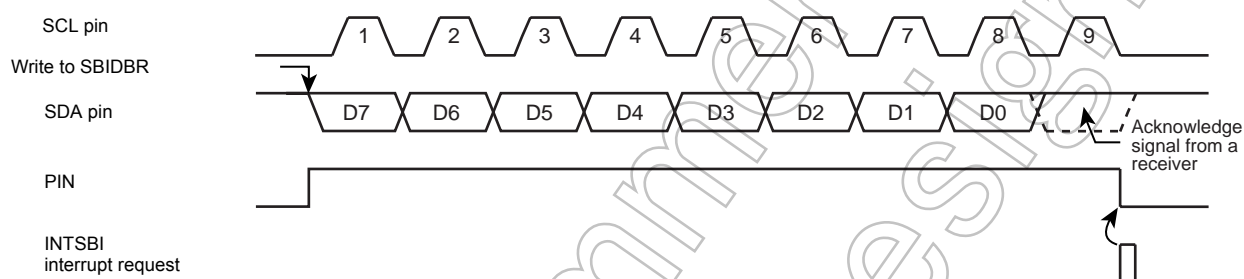 SCL pin
1 2 3 4 5 6 7 8 9
Write to SBIDBR
SDA pin
D7 D6 D5 D4 D3 D2 D1 D0
Acknowledge
signal from a
receiver
PIN
INTSBI
interrupt request